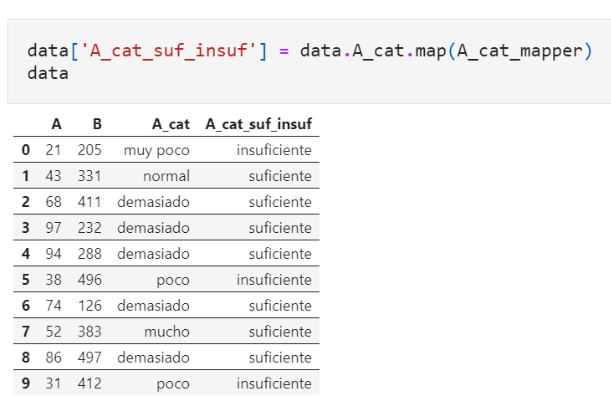 data['A_cat_suf_insuf'] = data.A_cat.map(A_cat_mapper)
data
A B A_cat A_cat_suf_insuf
0 21 205 muy poco insuficiente
1 43 331 normal suficiente
2 68 411 demasiado suficiente
3 97 232 demasiado suficiente
4 94 288 demasiado suficiente
5 38 496 poco insuficiente
6 74 126 demasiado suficiente
7 52 383 mucho suficiente
8 86 497 demasiado suficiente
9 31 412 poco insuficiente